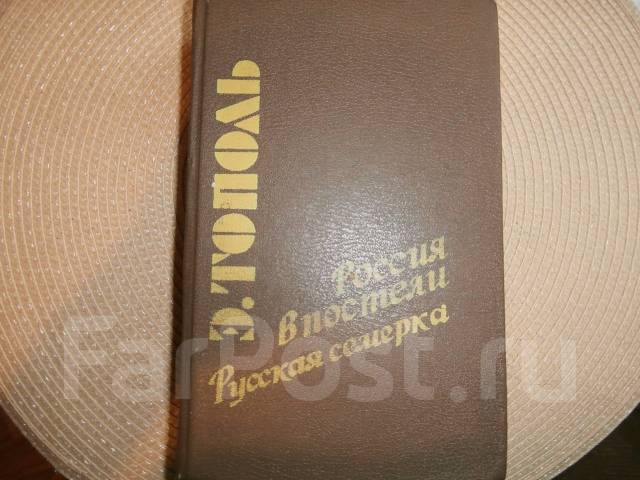 Э. ТОПОЛЬ
Россия
в постели
Русская семерка
FarPost.ru